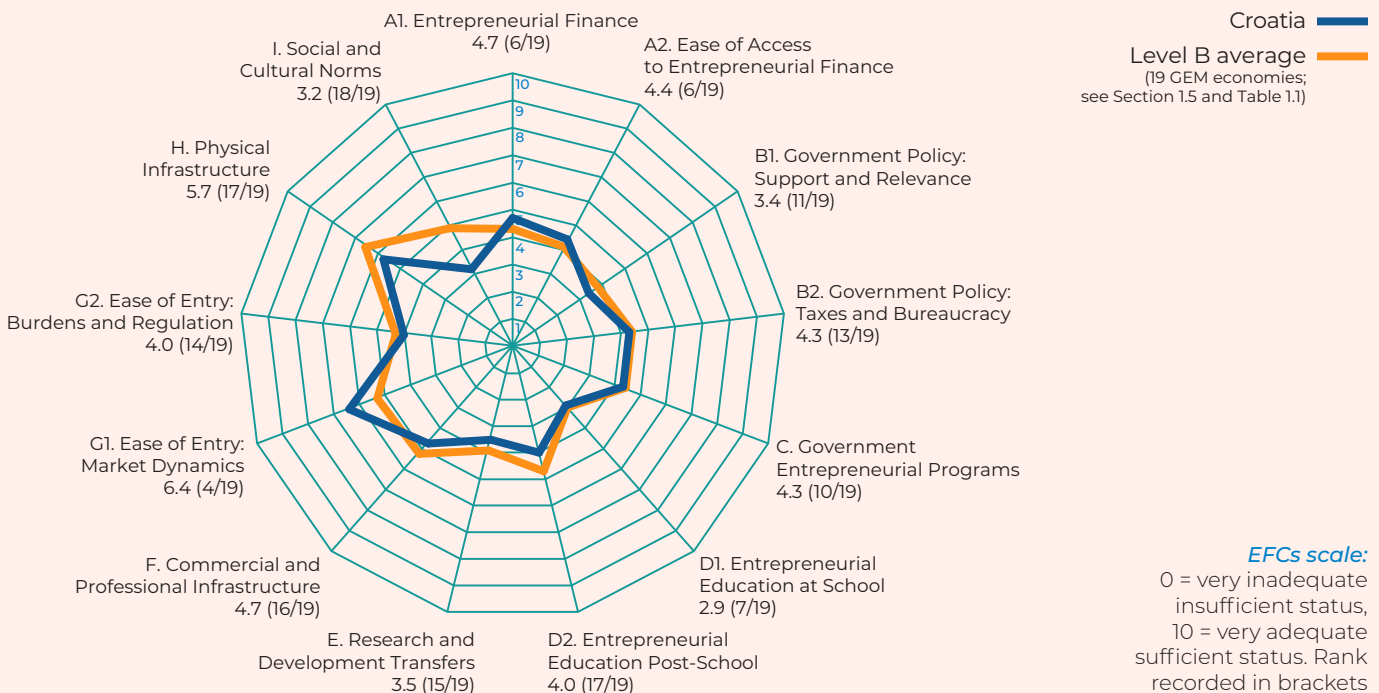 A1. Entrepreneurial Finance
4.7 (6/19)
A2. Ease of Access
to Entrepreneurial Finance
4.4 (6/19)
B1. Government Policy:
Support and Relevance
3.4 (11/19)
B2. Government Policy:
Taxes and Bureaucracy
4.3 (13/19)
C. Government
Entrepreneurial Programs
4.3 (10/19)
D1. Entrepreneurial
Education at School
2.9 (7/19)
D2. Entrepreneurial
Education Post-School
4.0 (17/19)
E. Research and
Development Transfers
3.5 (15/19)
F. Commercial and
Professional Infrastructure
4.7 (16/19)
G1. Ease of Entry:
Market Dynamics
6.4 (4/19)
G2. Ease of Entry:
Burdens and Regulation
4.0 (14/19)
H. Physical
Infrastructure
5.7 (17/19)
I. Social and
Cultural Norms
3.2 (18/19)
10
9
8
7
6
5
4
3
2
1
Croatia
Level B average
(19 GEM economies;
see Section 1.5 and Table 1.1)
EFCs scale:
0 = very inadequate
insufficient status,
10 = very adequate
sufficient status. Rank
recorded in brackets